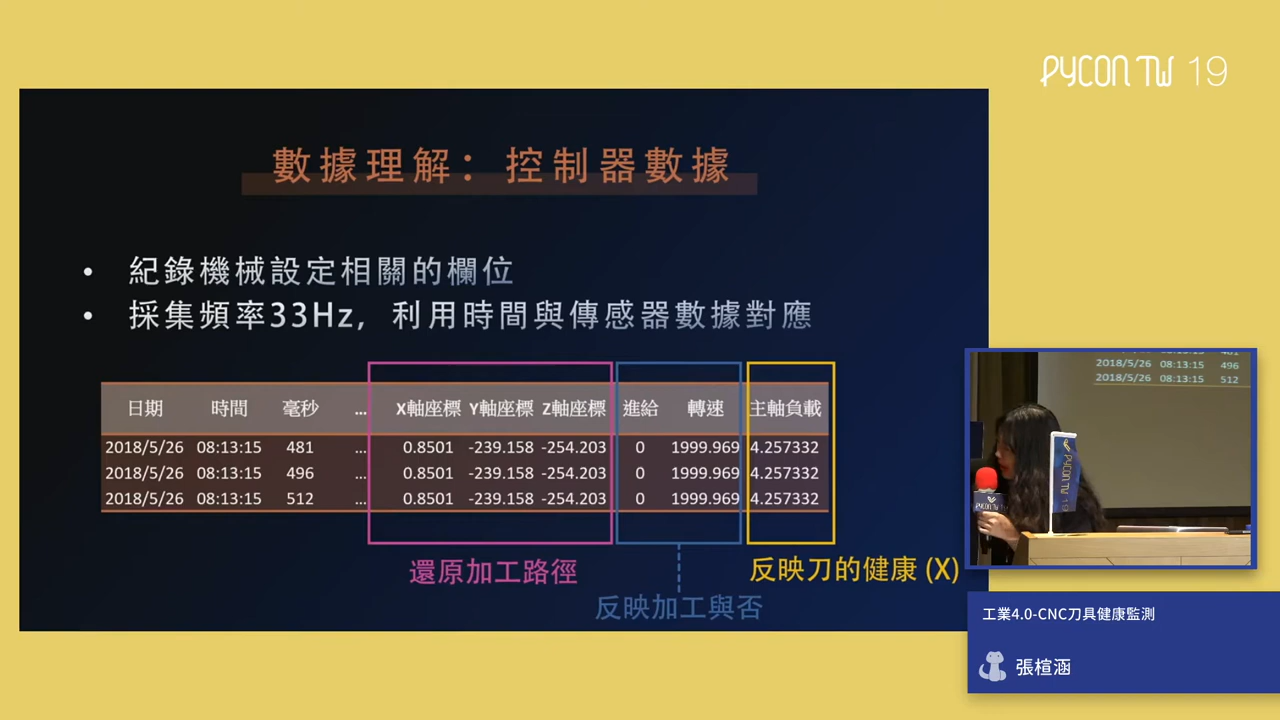 PYCON TW 19
數據理解：控制器數據
• 紀錄機械設定相關的欄位
• 採集頻率33Hz，利用時間與傳感器數據對應
日期 時間 毫秒 ... X軸座標 Y軸座標 Z軸座標 進給 轉速 主軸負載
2018/5/26 08:13:15 481 ... 0.8501 -239.158 -254.203 0 1999.969 4.257332
2018/5/26 08:13:15 496 ... 0.8501 -239.158 -254.203 0 1999.969 4.257332
2018/5/26 08:13:15 512 ... 0.8501 -239.158 -254.203 0 1999.969 4.257332
還原加工路徑
反映加工與否
反映刀的健康 (X)
2018/5/26 08:13:15 496
2018/5/26 08:13:15 512
PYCON TW 19
PYCON TW
工業4.0-CNC刀具健康監測
張楦涵